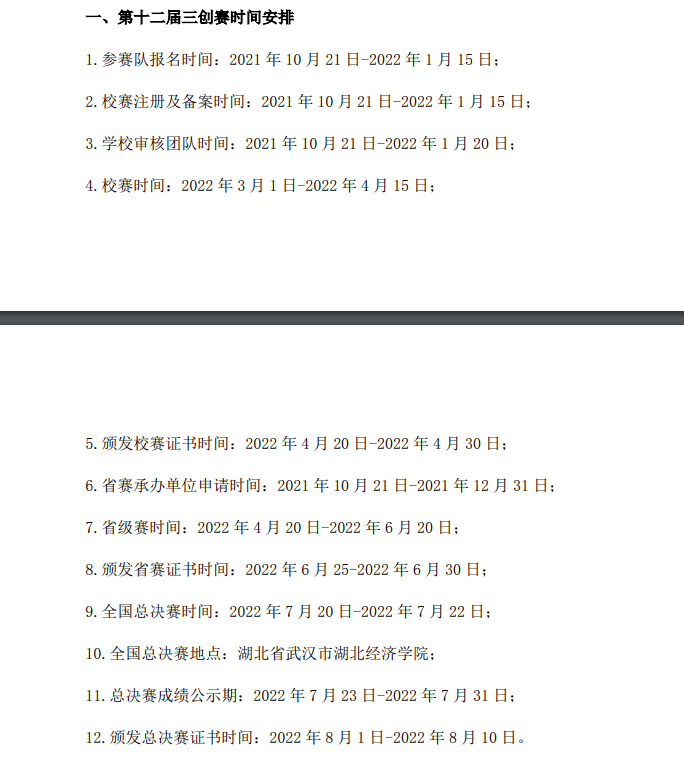 一、第十二届三创赛时间安排
1.参赛队报名时间：2021 年 10 月 21 日-2022 年 1 月 15 日；
2.校赛注册及备案时间：2021 年 10 月 21 日-2022 年 1 月 15 日；
3.学校审核团队时间：2021 年 10 月 21 日-2022 年 1 月 20 日；
4.校赛时间：2022 年 3 月 1 日-2022 年 4 月 15 日；
5.颁发校赛证书时间：2022 年 4 月 20 日-2022 年 4 月 30 日；
6.省赛承办单位申请时间：2021 年 10 月 21 日-2021 年 12 月 31 日；
7.省级赛时间：2022 年 4 月 20 日-2022 年 6 月 20 日；
8.颁发省赛证书时间：2022 年 6 月 25-2022 年 6 月 30 日；
9.全国总决赛时间：2022 年 7 月 20 日-2022 年 7 月 22 日；
10.全国总决赛地点：湖北省武汉市湖北经济学院；
11.总决赛成绩公示期：2022 年 7 月 23 日-2022 年 7 月 31 日；
12.颁发总决赛证书时间：2022 年 8 月 1 日-2022 年 8 月 10 日。